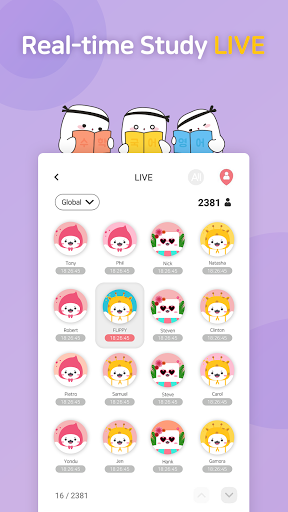 Real-time Study LIVE
LIVE
All
Global
2381
Tony
Phil
Nick
Natasha
18:26:45
18:26:45
18:26:45
18:26:45
Robert
FLIPPY
Steven
Clinton
18:26:45
18:26:45
18:26:45
18:26:45
Pietro
Samuel
Steve
Carol
18:26:45
18:26:45
18:26:45
18:26:45
Yondu
Jim
Hank
Gamora
18:26:45
18:26:45
18:26:45
18:26:45
16 / 2381